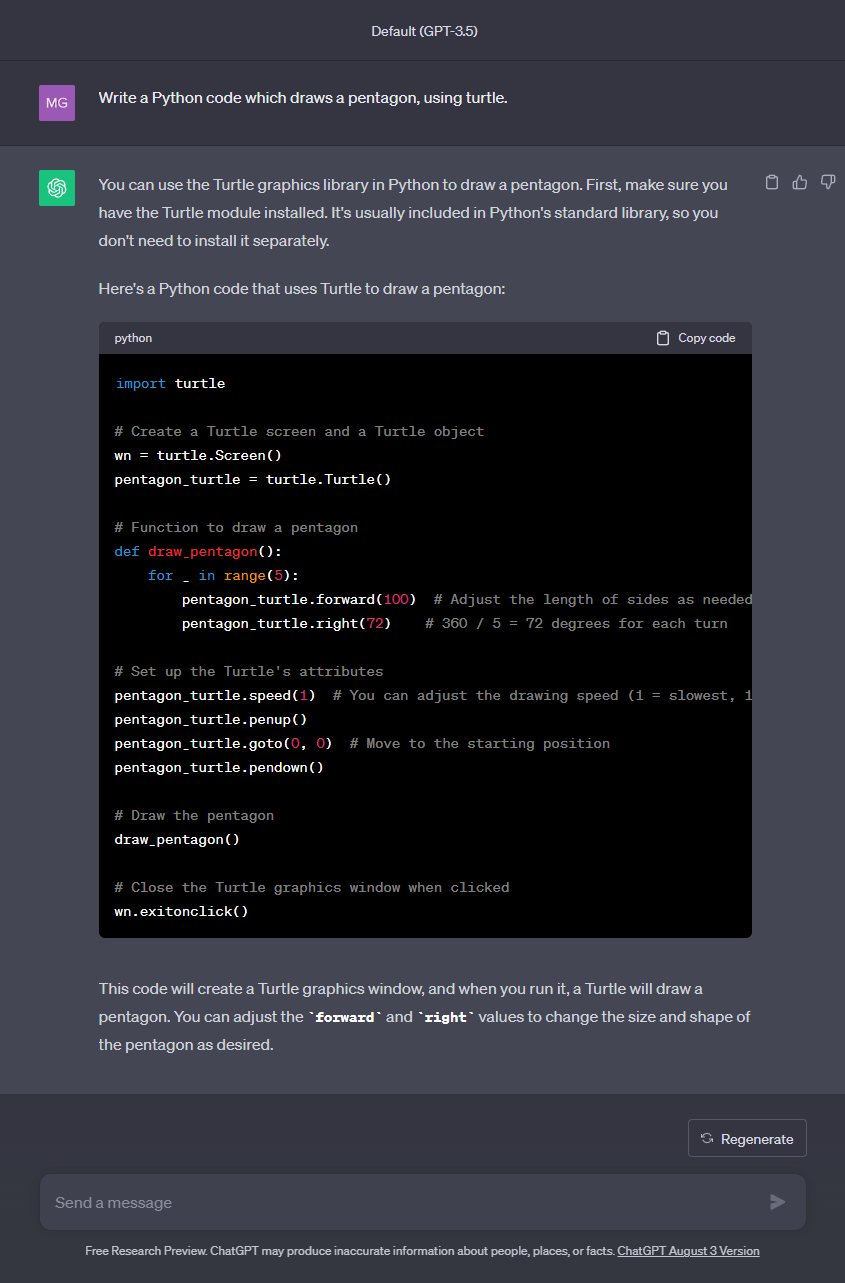 Default (GPT-3.5)
MG
Write a Python code which draws a pentagon, using turtle.
You can use the Turtle graphics library in Python to draw a pentagon. First, make sure you
have the Turtle module installed. It's usually included in Python's standard library, so you
don't need to install it separately.
Here's a Python code that uses Turtle to draw a pentagon:
python
Copy code
import turtle
# Create a Turtle screen and a Turtle object
wn = turtle.Screen()
pentagon_turtle = turtle.Turtle()
# Function to draw a pentagon
def draw_pentagon():
    for _ in range(5):
        pentagon_turtle.forward(100)  # Adjust the length of sides as needed
        pentagon_turtle.right(72)    # 360 / 5 = 72 degrees for each turn
# Set up the Turtle's attributes
pentagon_turtle.speed(1)  # You can adjust the drawing speed (1 = slowest, 1
pentagon_turtle.penup()
pentagon_turtle.goto(0, 0)  # Move to the starting position
pentagon_turtle.pendown()
# Draw the pentagon
draw_pentagon()
# Close the Turtle graphics window when clicked
wn.exitonclick()
This code will create a Turtle graphics window, and when you run it, a Turtle will draw a
pentagon. You can adjust the `forward` and `right` values to change the size and shape of
the pentagon as desired.
Regenerate
Send a message
Free Research Preview. ChatGPT may produce inaccurate information about people, places, or facts. ChatGPT August 3 Version